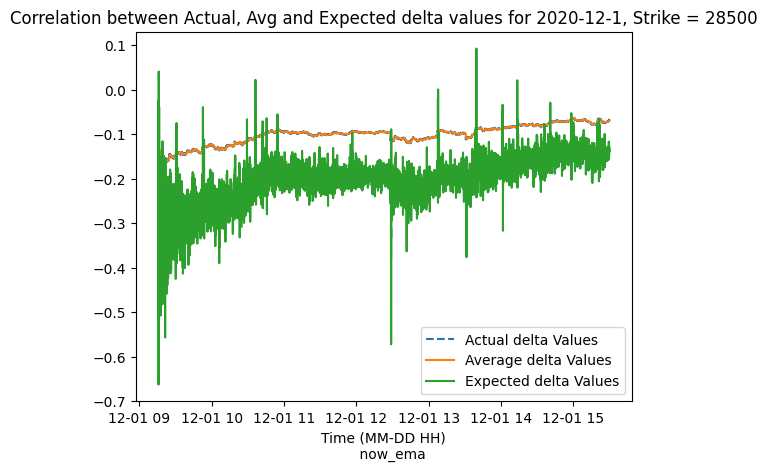 Correlation between Actual, Avg and Expected delta values for 2020-12-1, Strike = 28500
0.1
0.0
−0.1
−0.2
−0.3
−0.4
−0.5
−0.6
−0.7
Actual delta Values
Average delta Values
Expected delta Values
12-01 09 12-01 10 12-01 11 12-01 12 12-01 13 12-01 14 12-01 15
Time (MM-DD HH)
now_ema